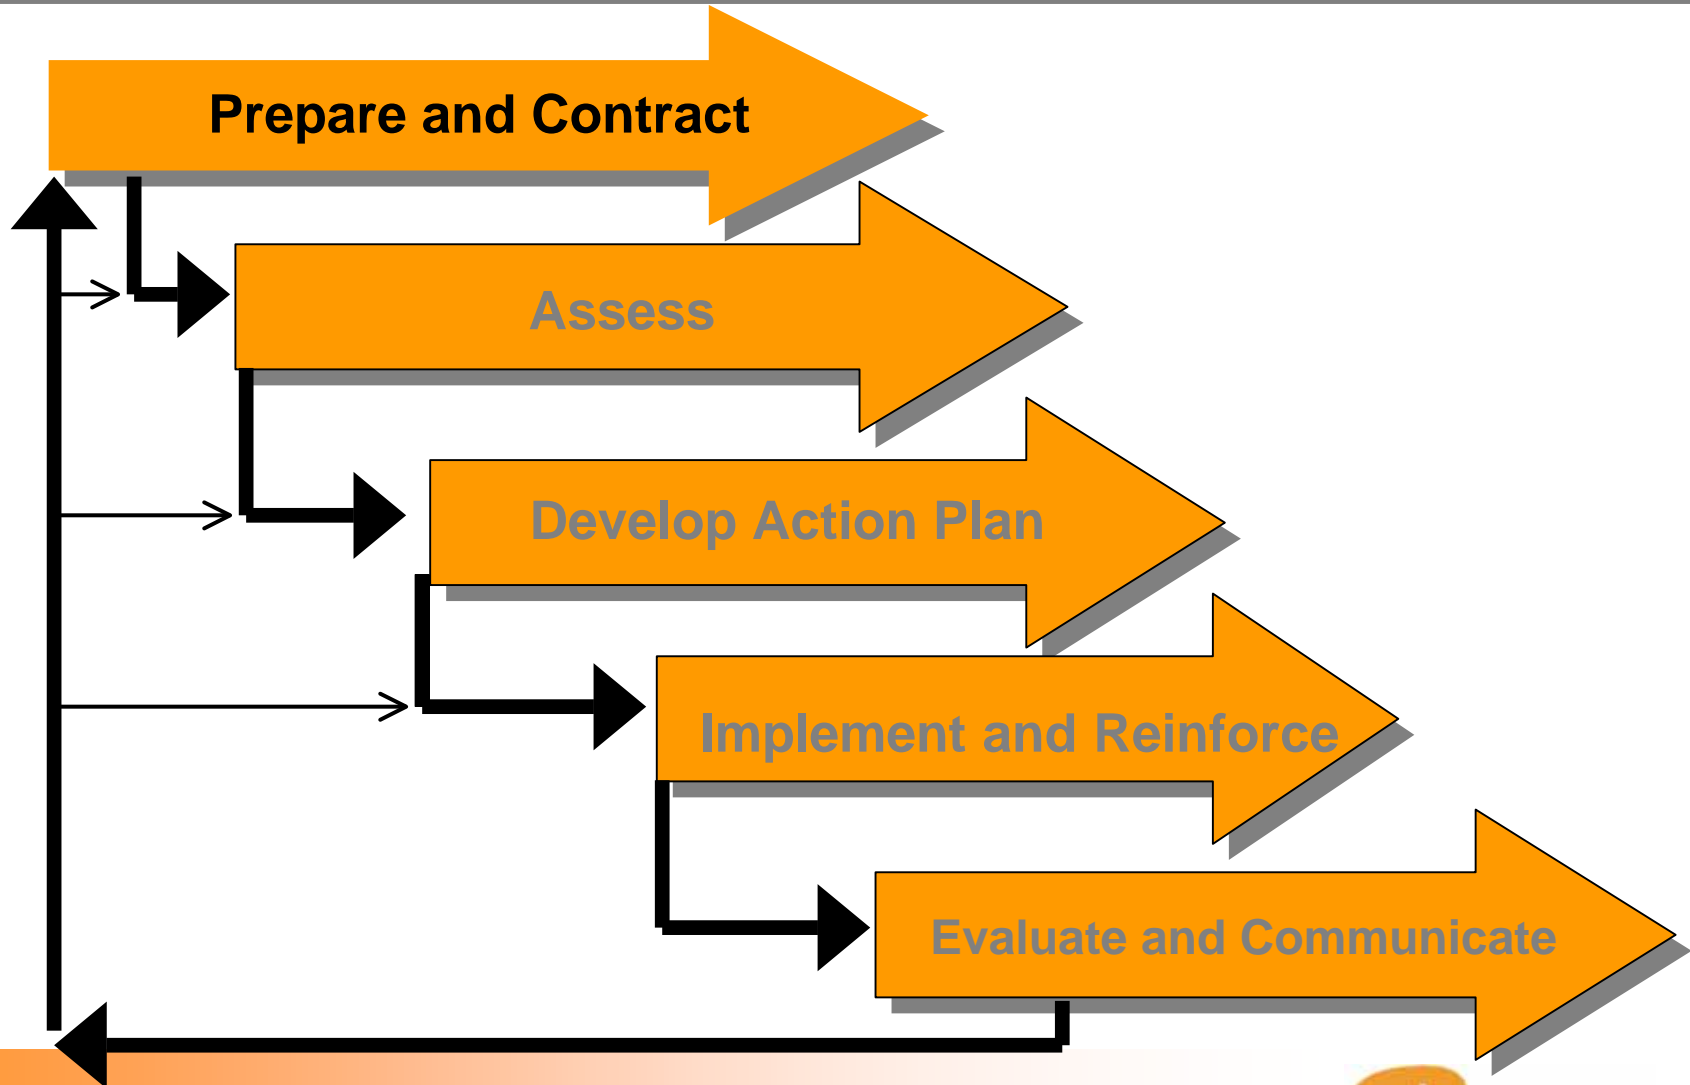 Prepare and Contract
Assess
Develop Action Plan
Implement and Reinforce
Evaluate and Communicate